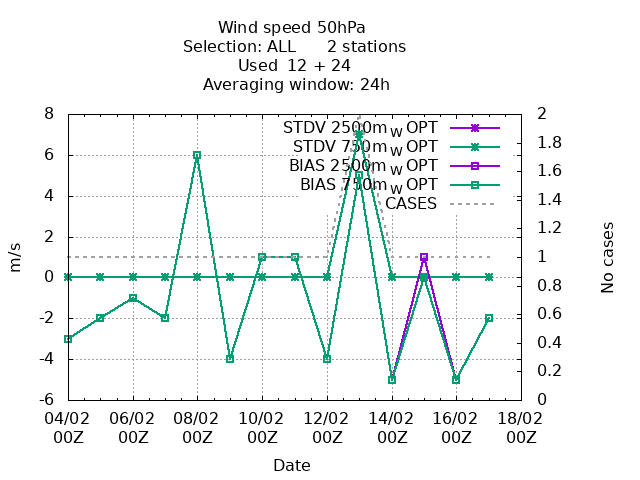 Wind speed 50hPa
Selection: ALL 2 stations
Used 12 + 24
Averaging window: 24h
8
6
4
2
0
-2
-4
-6
m/s
STDV 2500m W OPT
STDV 750m W OPT
BIAS 2500m W OPT
BIAS 750m W OPT
CASES
2
1.8
1.6
1.4
1.2
1
0.8
0.6
0.4
0.2
0
No cases
04/02 06/02 08/02 10/02 12/02 14/02 16/02 18/02
00Z 00Z 00Z 00Z 00Z 00Z 00Z 00Z
Date